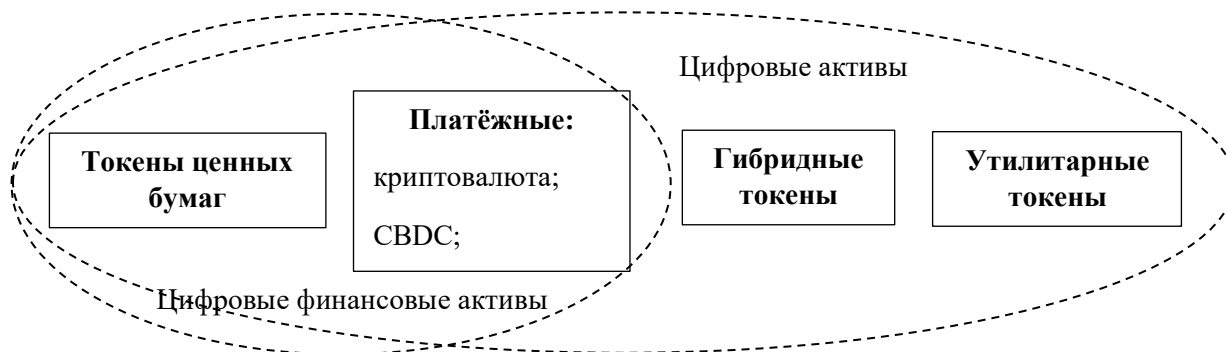 Цифровые активы
Токены ценных
бумаг
Платёжные:
криптовалюта;
CBDC;
Гибридные
токены
Утилитарные
токены
Цифровые финансовые активы